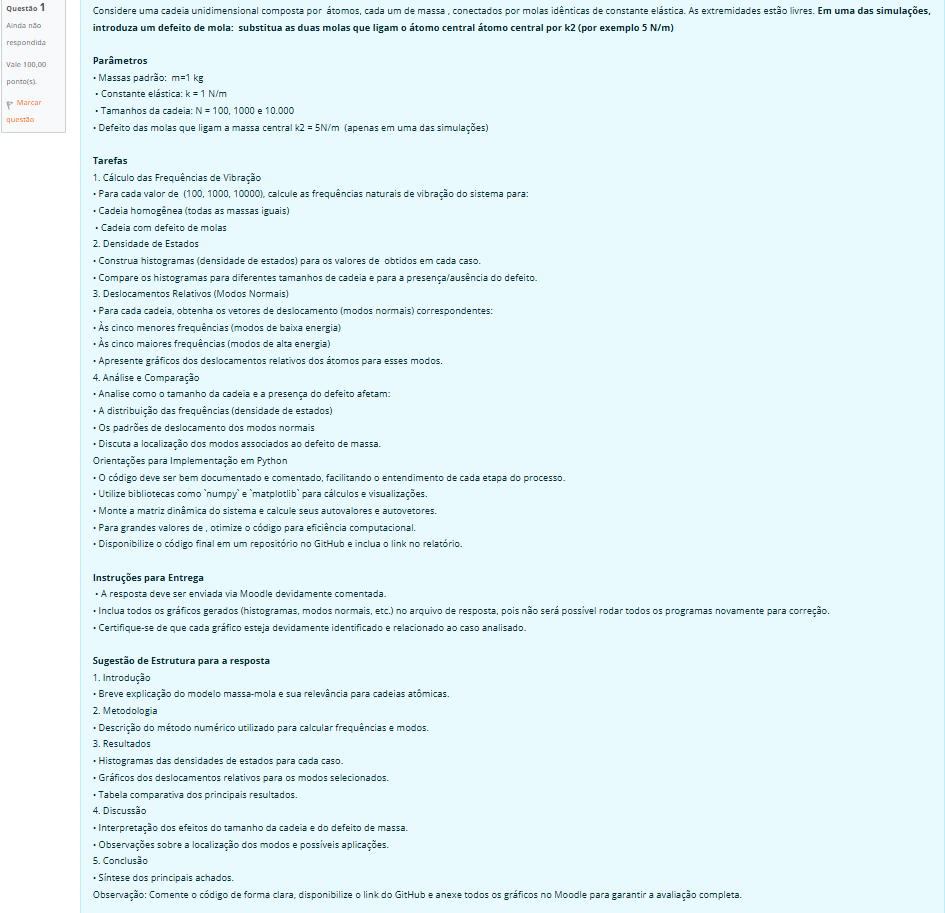 Questão 1
Ainda não
respondida
Vale 100,00
ponto(s).
Marcar
questão
Considere uma cadeia unidimensional composta por átomos, cada um de massa , conectados por molas idênticas de constante elástica. As extremidades estão livres. Em uma das simulações,
introduza um defeito de mola: substitua as duas molas que ligam o átomo central átomo central por k2 (por exemplo 5 N/m)
Parâmetros
• Massas padrão: m=1 kg
• Constante elástica: k = 1 N/m
• Tamanhos da cadeia: N = 100, 1000 e 10.000
• Defeito das molas que ligam a massa central k2 = 5N/m (apenas em uma das simulações)
Tarefas
1. Cálculo das Frequências de Vibração
• Para cada valor de (100, 1000, 10000), calcule as frequências naturais de vibração do sistema para:
• Cadeia homogênea (todas as massas iguais)
• Cadeia com defeito de molas
2. Densidade de Estados
• Construa histogramas (densidade de estados) para os valores de obtidos em cada caso.
• Compare os histogramas para diferentes tamanhos de cadeia e para a presença/ausência do defeito.
3. Deslocamentos Relativos (Modos Normais)
• Para cada cadeia, obtenha os vetores de deslocamento (modos normais) correspondentes:
• Às cinco menores frequências (modos de baixa energia)
• Às cinco maiores frequências (modos de alta energia)
• Apresente gráficos dos deslocamentos relativos dos átomos para esses modos.
4. Análise e Comparação
• Analise como o tamanho da cadeia e a presença do defeito afetam:
• A distribuição das frequências (densidade de estados)
• Os padrões de deslocamento dos modos normais
• Discuta a localização dos modos associados ao defeito de massa.
Orientações para Implementação em Python
• O código deve ser bem documentado e comentado, facilitando o entendimento de cada etapa do processo.
• Utilize bibliotecas como `numpy` e `matplotlib` para cálculos e visualizações.
• Monte a matriz dinâmica do sistema e calcule seus autovalores e autovetores.
• Para grandes valores de , otimize o código para eficiência computacional.
• Disponibilize o código final em um repositório no GitHub e inclua o link no relatório.
Instruções para Entrega
• A resposta deve ser enviada via Moodle devidamente comentada.
• Inclua todos os gráficos gerados (histogramas, modos normais, etc.) no arquivo de resposta, pois não será possível rodar todos os programas novamente para correção.
• Certifique-se de que cada gráfico esteja devidamente identificado e relacionado ao caso analisado.
Sugestão de Estrutura para a resposta
1. Introdução
• Breve explicação do modelo massa-mola e sua relevância para cadeias atômicas.
2. Metodologia
• Descrição do método numérico utilizado para calcular frequências e modos.
3. Resultados
• Histogramas das densidades de estados para cada caso.
• Gráficos dos deslocamentos relativos para os modos selecionados.
• Tabela comparativa dos principais resultados.
4. Discussão
• Interpretação dos efeitos do tamanho da cadeia e do defeito de massa.
• Observações sobre a localização dos modos e possíveis aplicações.
5. Conclusão
• Síntese dos principais achados.
Observação: Comente o código de forma clara, disponibilize o link do GitHub e anexe todos os gráficos no Moodle para garantir a avaliação completa.